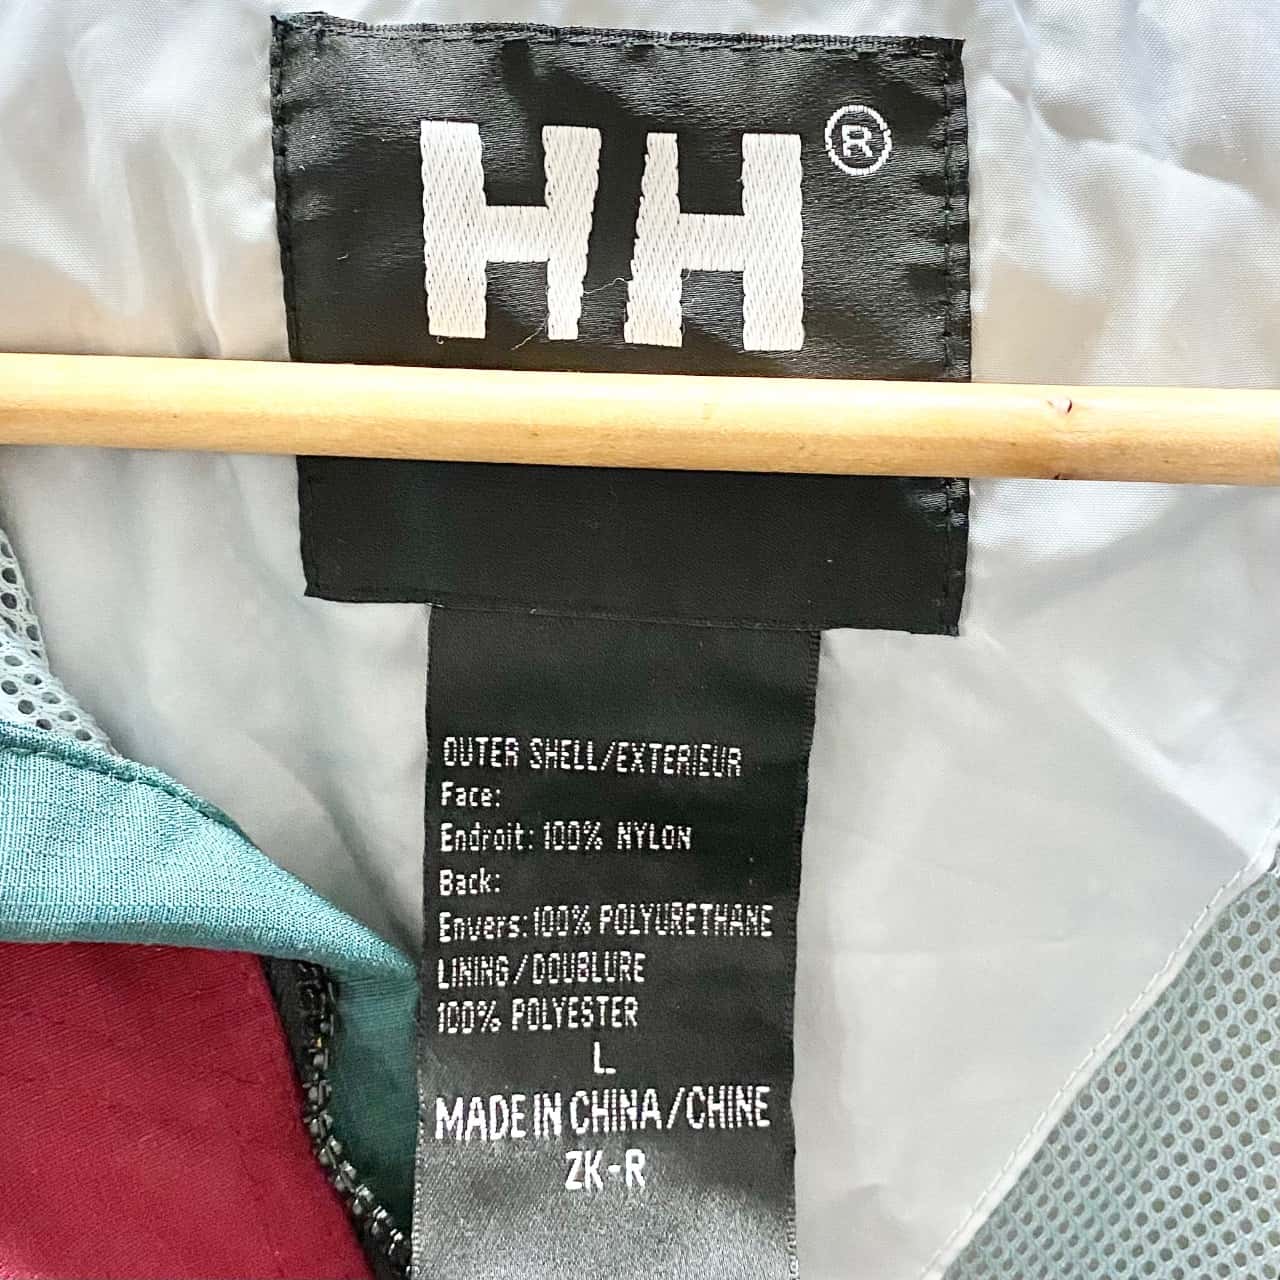 HH®
OUTER SHELL/EXTERIEUR
Face:
Endroit: 100% NYLON
Back:
Envers: 100% POLYURETHANE
LINING/DOUBLURE
100% POLYESTER
L
MADE IN CHINA/CHINE
ZK-R